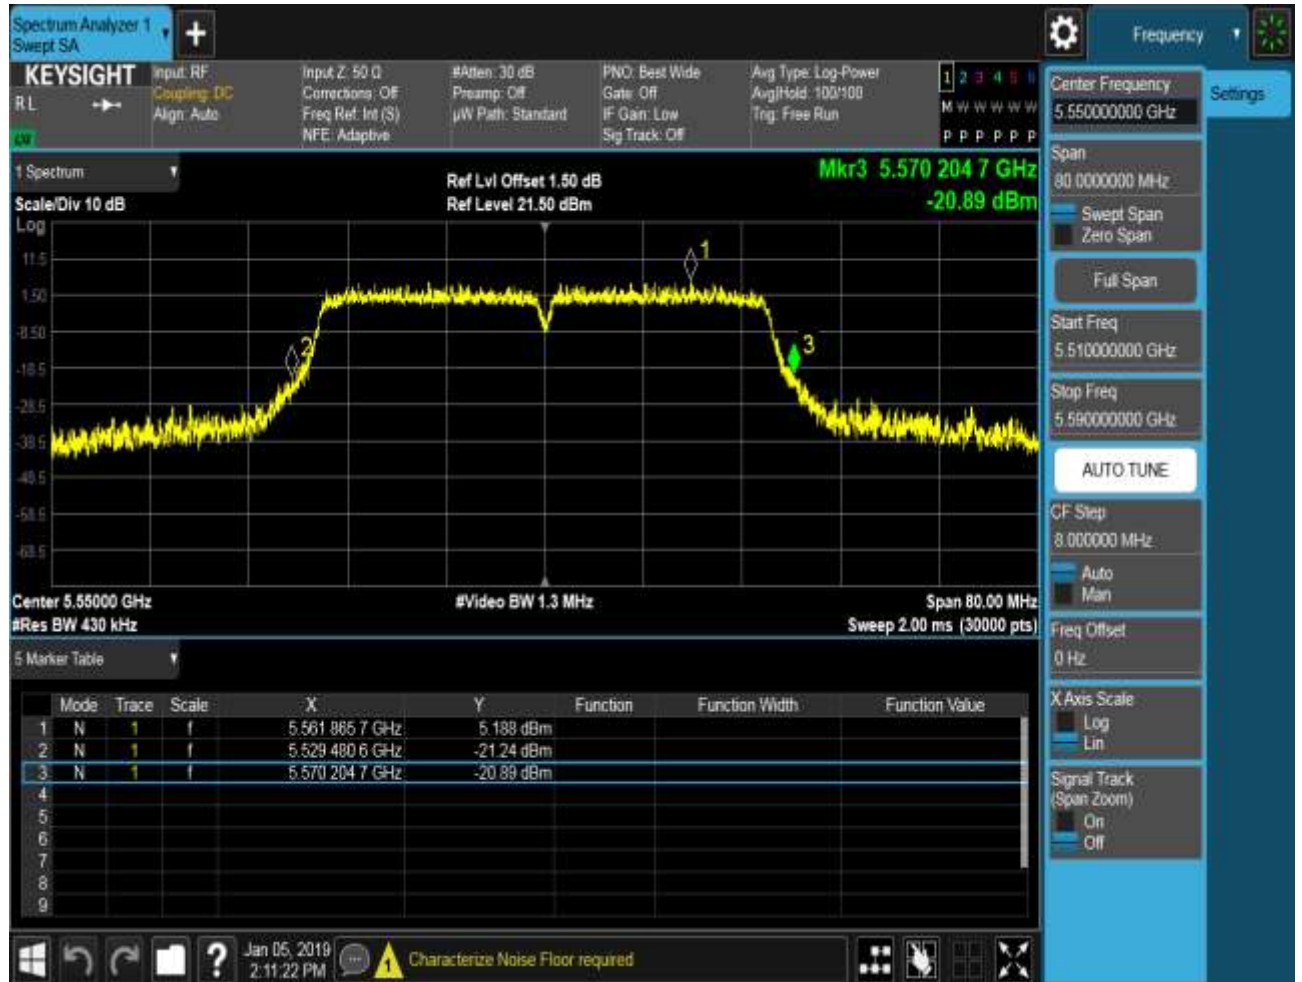 Spectrum Analyzer 1
Swept SA
Frequency
KEYSIGHT
RL
Input: RF
Coupling: DC
Align: Auto
Input Z: 50 Ω
Corrections: Off
Freq Ref: Int (S)
NFE: Adaptive
#Atten: 30 dB
Preamp: Off
µW Path: Standard
PNO: Best Wide
Gate: Off
IF Gain: Low
Sig Track: Off
Avg Type: Log-Power
Avg|Hold: 100/100
Trig: Free Run
1 2 3 4 5 6
M W W W W W
P P P P P P
1 Spectrum
Scale/Div 10 dB
Log
Ref Lvl Offset 1.50 dB
Ref Level 21.50 dBm
Mkr3 5.570 204 7 GHz
-20.89 dBm
11.5
1.50
-8.50
-18.5
-28.5
-38.5
-48.5
-58.5
-68.5
1
2
3
Center 5.55000 GHz
#Res BW 430 kHz
#Video BW 1.3 MHz
Span 80.00 MHz
Sweep 2.00 ms (30000 pts)
5 Marker Table
Mode Trace Scale X Y Function Function Width Function Value
1 N 1 f 5.561 865 7 GHz 5.188 dBm
2 N 1 f 5.529 480 6 GHz -21.24 dBm
3 N 1 f 5.570 204 7 GHz -20.89 dBm
4
5
6
7
8
9
Jan 05, 2019
2:11:22 PM
Characterize Noise Floor required
Settings
Center Frequency
5.550000000 GHz
Span
80.0000000 MHz
Swept Span
Zero Span
Full Span
Start Freq
5.510000000 GHz
Stop Freq
5.590000000 GHz
AUTO TUNE
CF Step
8.000000 MHz
Auto
Man
Freq Offset
0 Hz
X Axis Scale
Log
Lin
Signal Track
(Span Zoom)
On
Off